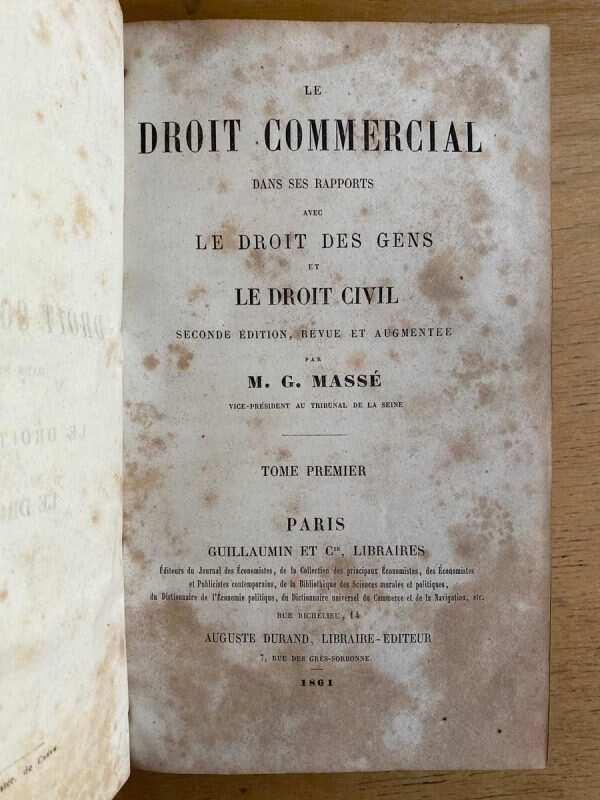 LE
DROIT COMMERCIAL
DANS SES RAPPORTS
AVEC
LE DROIT DES GENS
ET
LE DROIT CIVIL
SECONDE ÉDITION, REVUE ET AUGMENTÉE
PAR
M. G. MASSÉ
VICE-PRÉSIDENT AU TRIBUNAL DE LA SEINE
TOME PREMIER
PARIS
GUILLAUMIN ET Cie, LIBRAIRES
Éditeurs du Journal des Économistes, de la Collection des principaux Économistes, des Économistes
et Publicistes contemporains, de la Bibliothèque des Sciences morales et politiques,
du Dictionnaire de l'Économie politique, du Dictionnaire universel du Commerce et de la Navigation, etc.
RUE RICHELIEU, 14
AUGUSTE DURAND, LIBRAIRE-ÉDITEUR
7, RUE DES GRÈS-SORBONNE.
1861